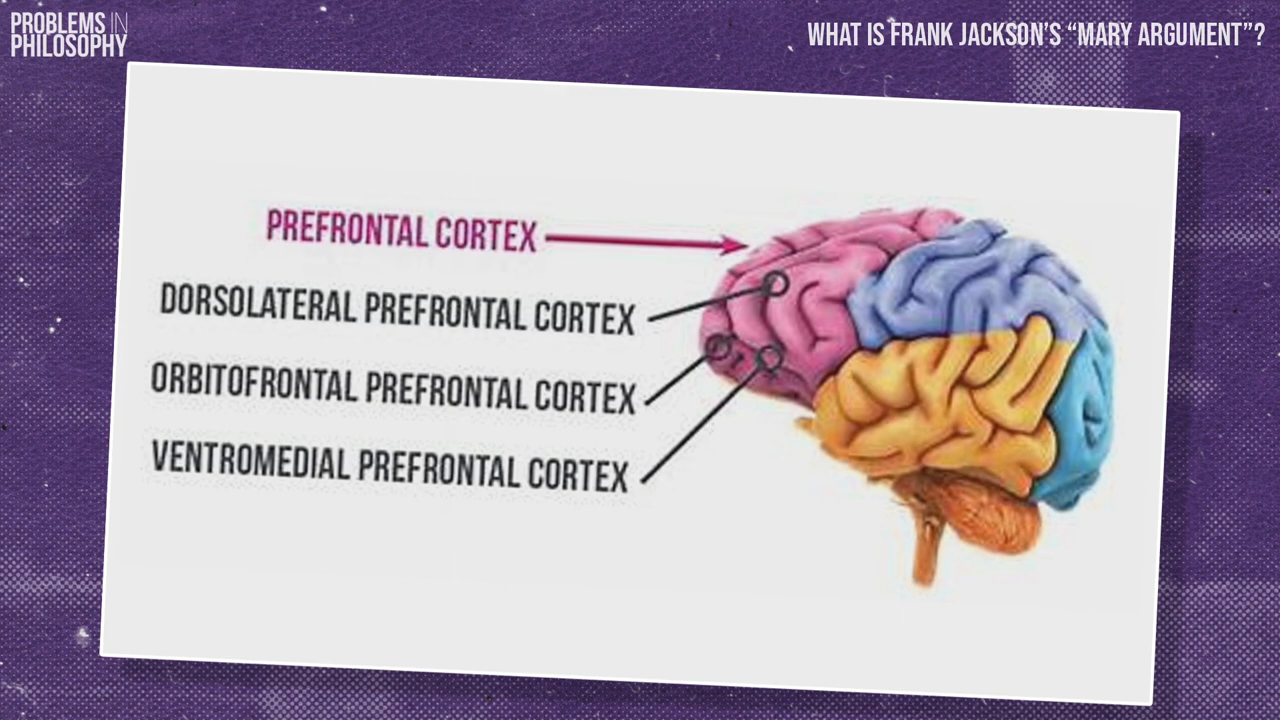 PROBLEMS IN
PHILOSOPHY
WHAT IS FRANK JACKSON'S “MARY ARGUMENT”?
PREFRONTAL CORTEX
DORSOLATERAL PREFRONTAL CORTEX
ORBITOFRONTAL PREFRONTAL CORTEX
VENTROMEDIAL PREFRONTAL CORTEX